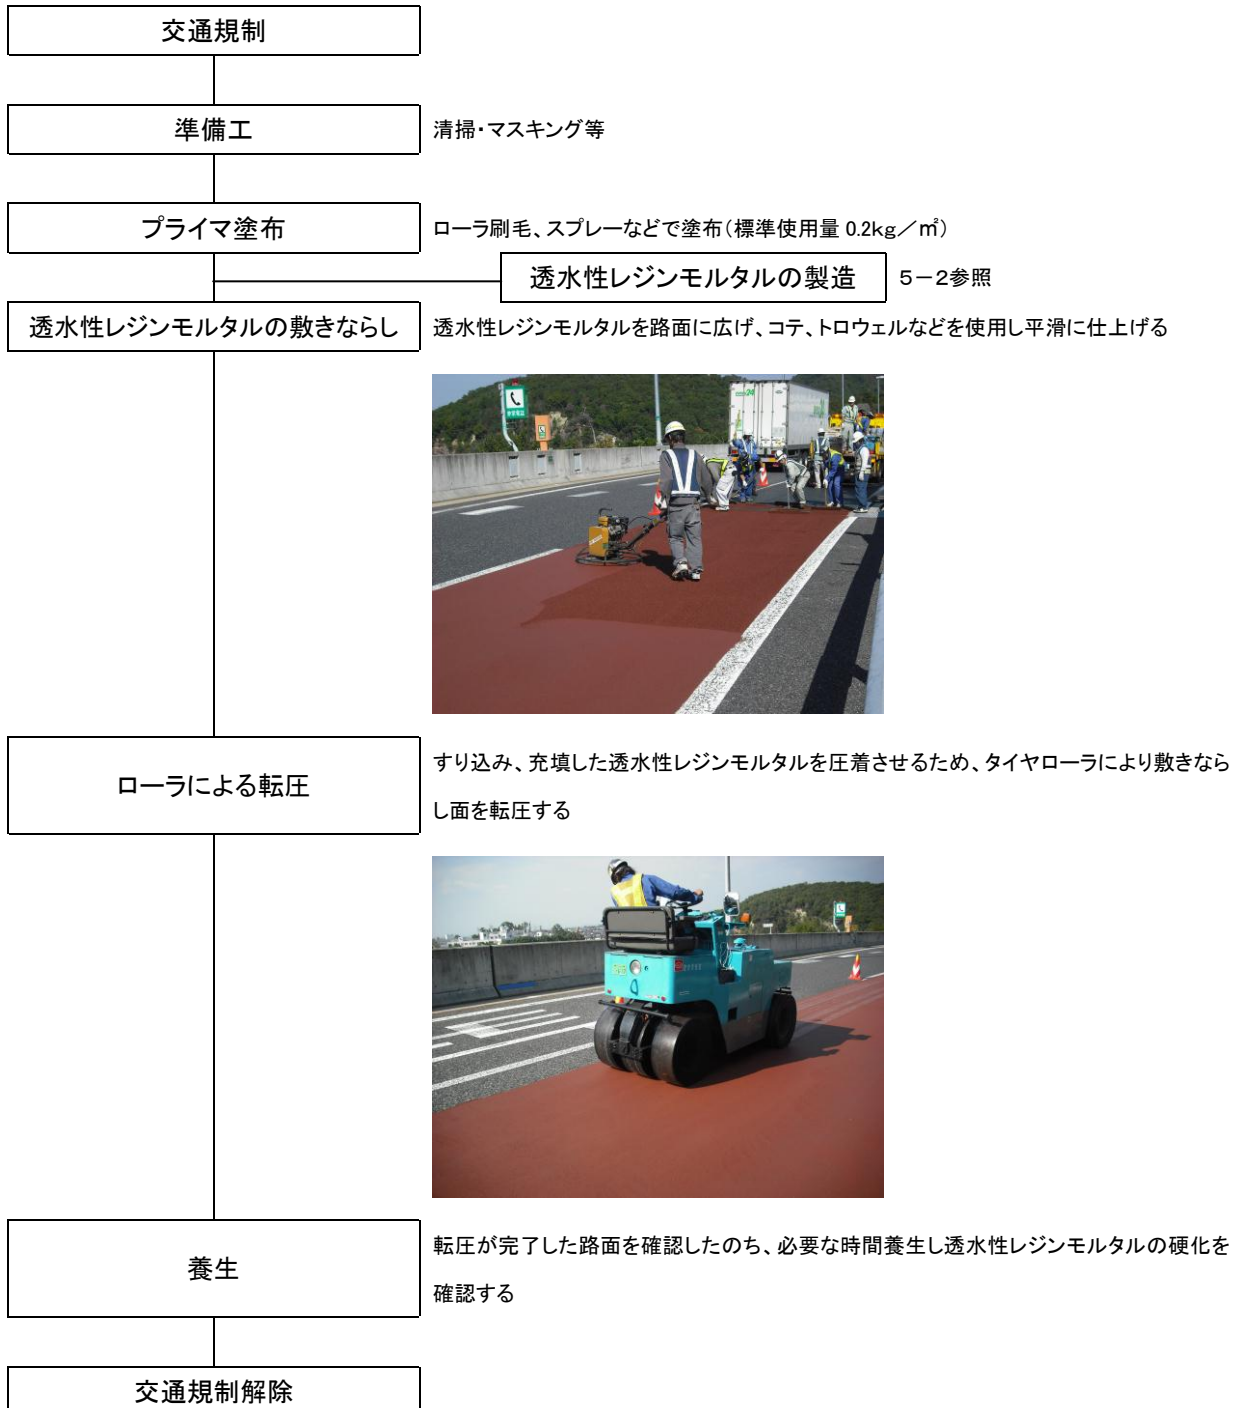 交通規制
準備工
清掃・マスキング等
プライマ塗布
ローラ刷毛、スプレーなどで塗布(標準使用量 0.2kg/㎡)
透水性レジンモルタルの製造
5-2参照
透水性レジンモルタルの敷きならし
透水性レジンモルタルを路面に広げ、コテ、トロウェルなどを使用し平滑に仕上げる
ローラによる転圧
すり込み、充填した透水性レジンモルタルを圧着させるため、タイヤローラにより敷きなら
し面を転圧する
養生
転圧が完了した路面を確認したのち、必要な時間養生し透水性レジンモルタルの硬化を
確認する
交通規制解除